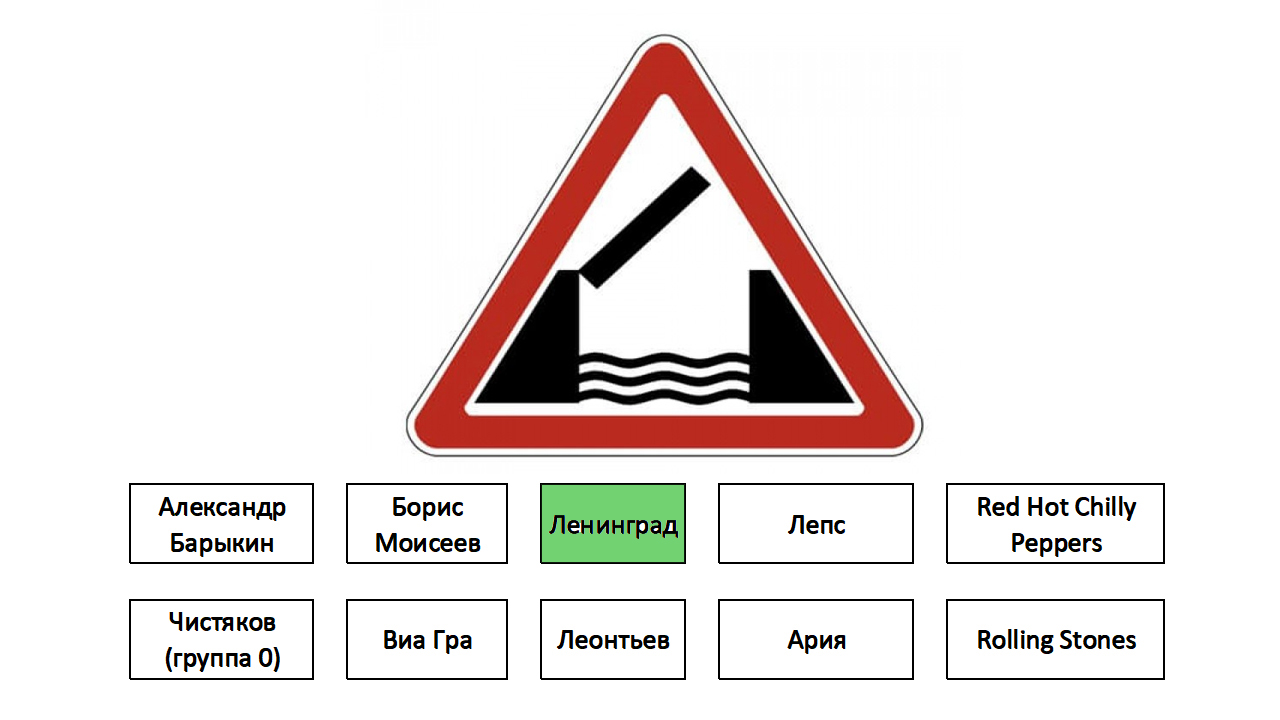 Александр
Барыкин
Борис
Моисеев
Ленинград
Лепс
Red Hot Chilly
Peppers
Чистяков
(группа 0)
Виа Гра
Леонтьев
Ария
Rolling Stones